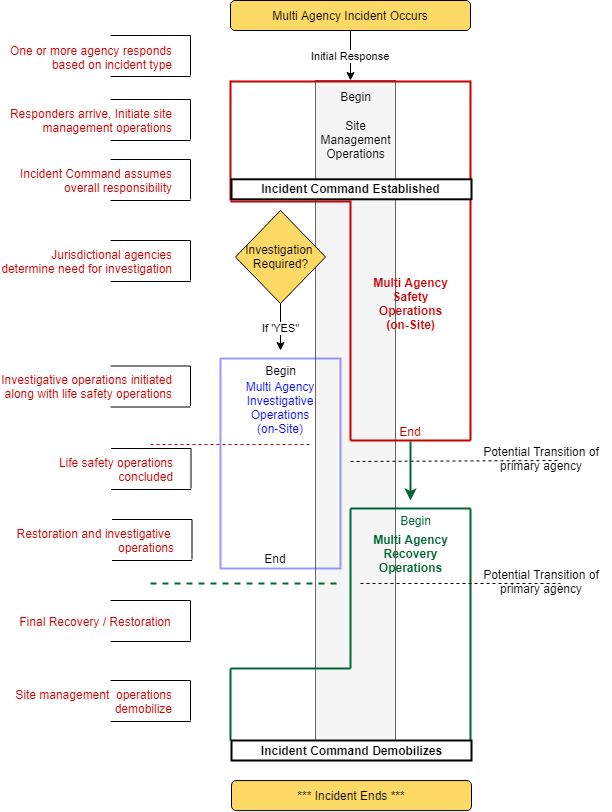 Multi Agency Incident Occurs
One or more agency responds
based on incident type
Initial Response
Begin
Responders arrive, Initiate site
management operations
Site
Management
Operations
Incident Command assumes
overall responsibility
Incident Command Established
Jurisdictional agencies
determine need for investigation
Investigation
Required?
Multi Agency
Safety
Operations
(on-Site)
If 'YES"
Investigative operations initiated
along with life safety operations
Begin
Multi Agency
Investigative
Operations
(on-Site)
End
Life safety operations
concluded
Potential Transition of
primary agency
Restoration and investigative
operations
Begin
Multi Agency
Recovery
Operations
End
Potential Transition of
primary agency
Final Recovery / Restoration
Site management operations
demobilize
Incident Command Demobilizes
*** Incident Ends ***